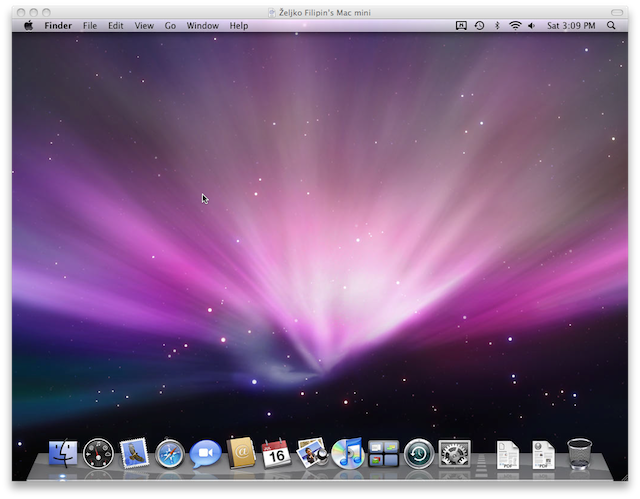 Željko Filipin's Mac mini
Finder File Edit View Go Window Help Sat 3:09 PM
@ 16
PDF PDF